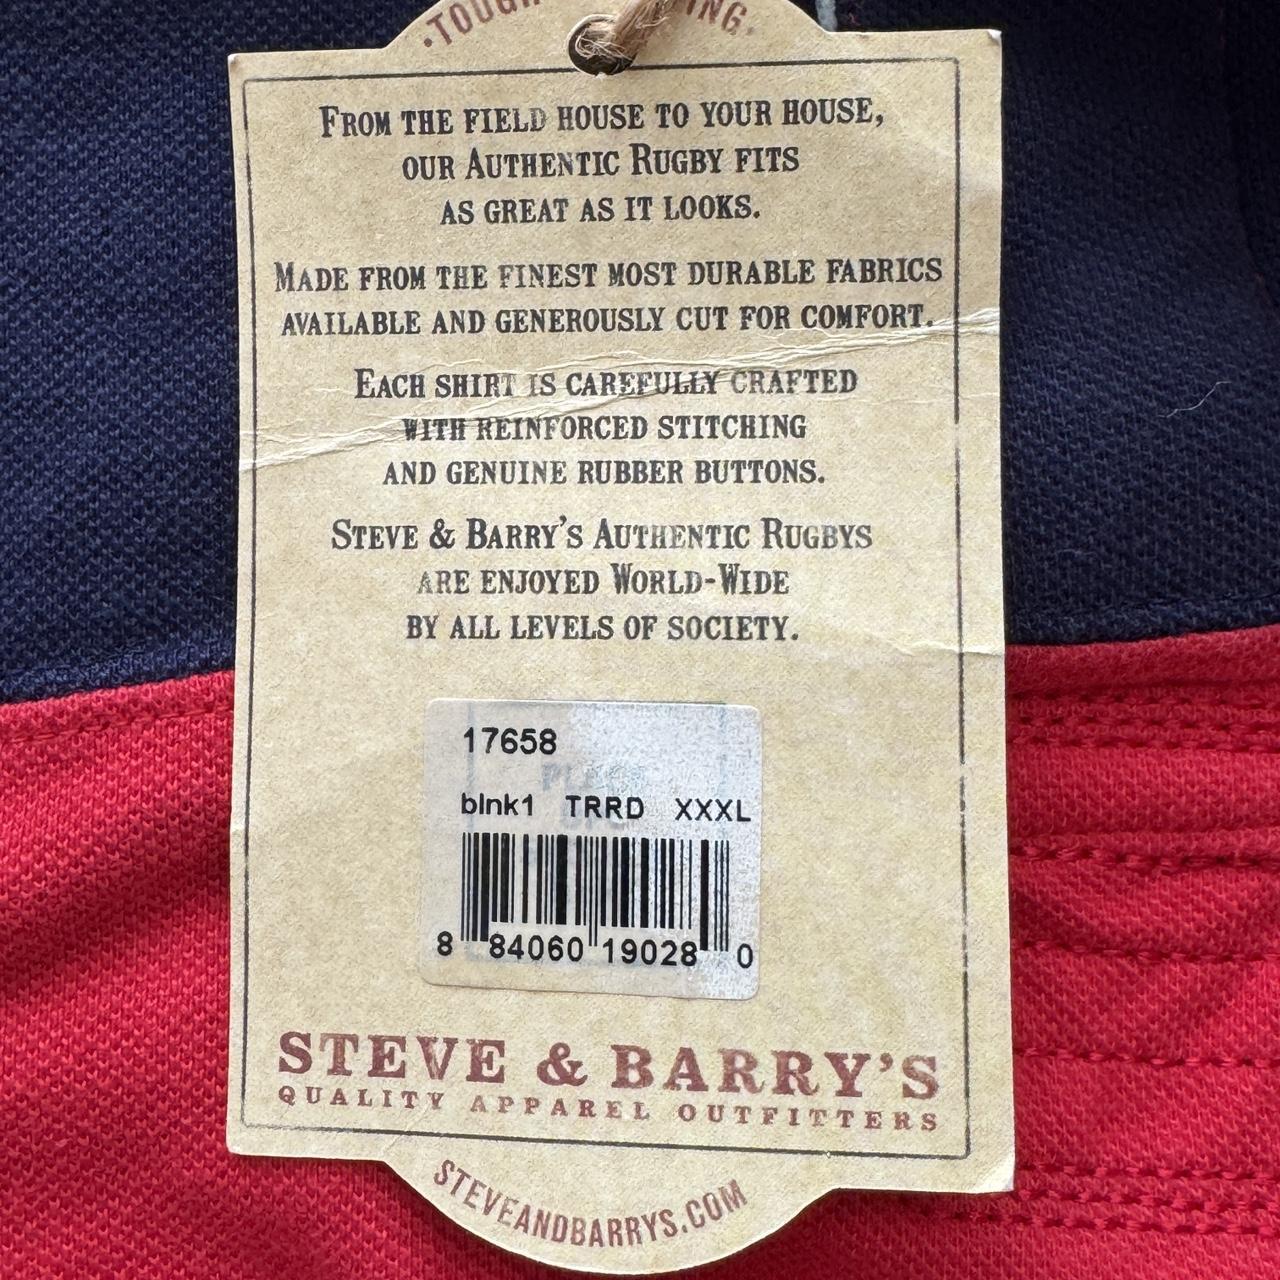 FROM THE FIELD HOUSE TO YOUR HOUSE,
OUR AUTHENTIC RUGBY FITS
AS GREAT AS IT LOOKS.
MADE FROM THE FINEST MOST DURABLE FABRICS
AVAILABLE AND GENEROUSLY CUT FOR COMFORT.
EACH SHIRT IS CAREFULLY CRAFTED
WITH REINFORCED STITCHING
AND GENUINE RUBBER BUTTONS.
STEVE & BARRY'S AUTHENTIC RUGBYS
ARE ENJOYED WORLD-WIDE
BY ALL LEVELS OF SOCIETY.
17658
blnk1 TRRD XXXL
8 84060 19028 0
STEVE & BARRY'S
QUALITY APPAREL OUTFITTERS
STEVEANDBARRYS.COM